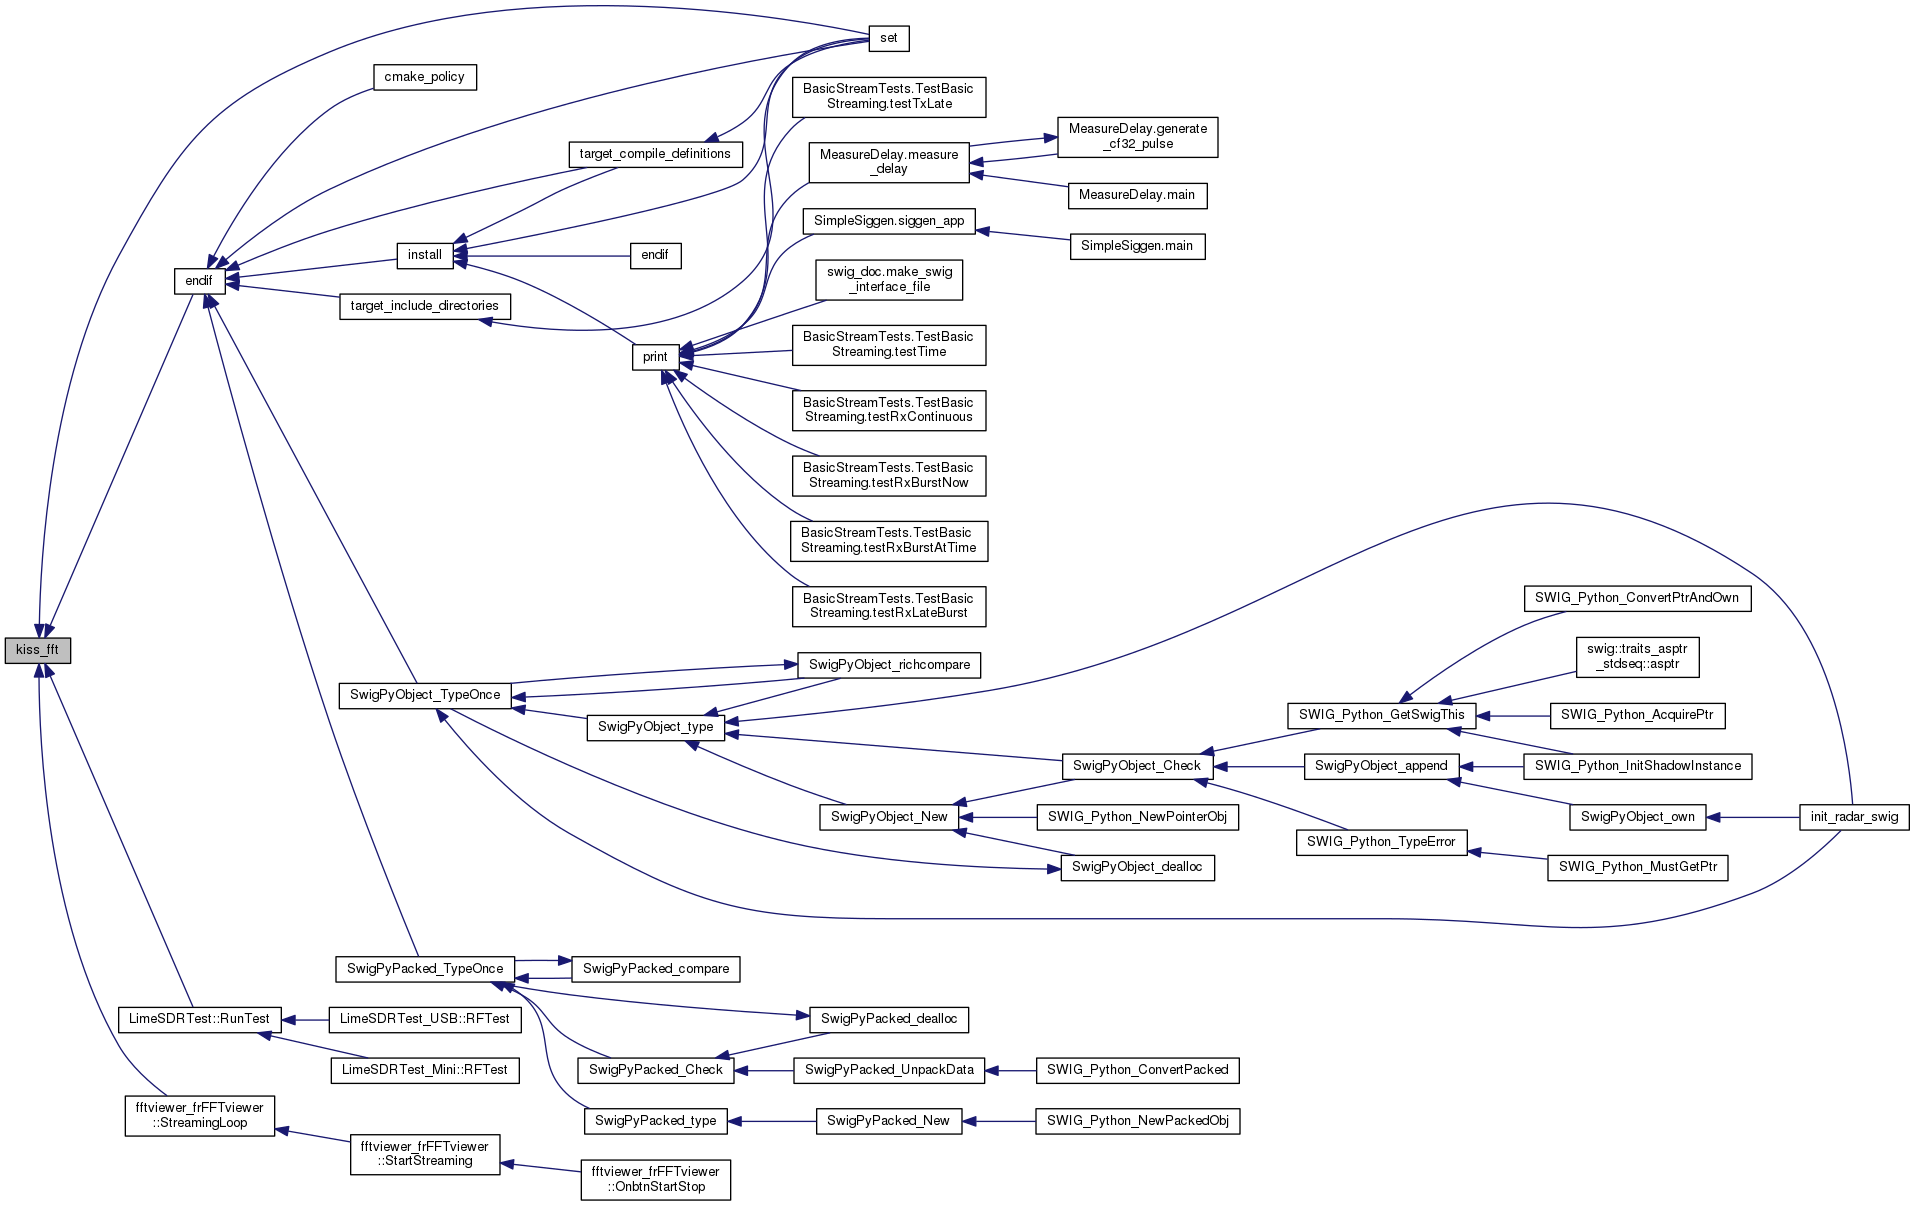 set
cmake_policy
BasicStreamTests.TestBasic
Streaming.testTxLate
target_compile_definitions
MeasureDelay.measure
_delay
MeasureDelay.generate
_cf32_pulse
MeasureDelay.main
SimpleSiggen.siggen_app
SimpleSiggen.main
install
endif
endif
target_include_directories
swig_doc.make_swig
_interface_file
print
BasicStreamTests.TestBasic
Streaming.testTime
BasicStreamTests.TestBasic
Streaming.testRxContinuous
BasicStreamTests.TestBasic
Streaming.testRxBurstNow
BasicStreamTests.TestBasic
Streaming.testRxBurstAtTime
BasicStreamTests.TestBasic
Streaming.testRxLateBurst
kiss_fft
SwigPyObject_TypeOnce
SwigPyObject_richcompare
SwigPyObject_type
SWIG_Python_ConvertPtrAndOwn
swig::traits_asptr
_stdseq::asptr
SWIG_Python_GetSwigThis
SWIG_Python_AcquirePtr
SwigPyObject_Check
SwigPyObject_append
SWIG_Python_InitShadowInstance
SwigPyObject_New
SWIG_Python_NewPointerObj
SwigPyObject_own
init_radar_swig
SWIG_Python_TypeError
SwigPyObject_dealloc
SWIG_Python_MustGetPtr
SwigPyPacked_TypeOnce
SwigPyPacked_compare
LimeSDRTest::RunTest
LimeSDRTest_USB::RFTest
SwigPyPacked_dealloc
LimeSDRTest_Mini::RFTest
SwigPyPacked_Check
SwigPyPacked_UnpackData
SWIG_Python_ConvertPacked
fftviewer_frFFTviewer
::StreamingLoop
SwigPyPacked_type
SwigPyPacked_New
SWIG_Python_NewPackedObj
fftviewer_frFFTviewer
::StartStreaming
fftviewer_frFFTviewer
::OnbtnStartStop